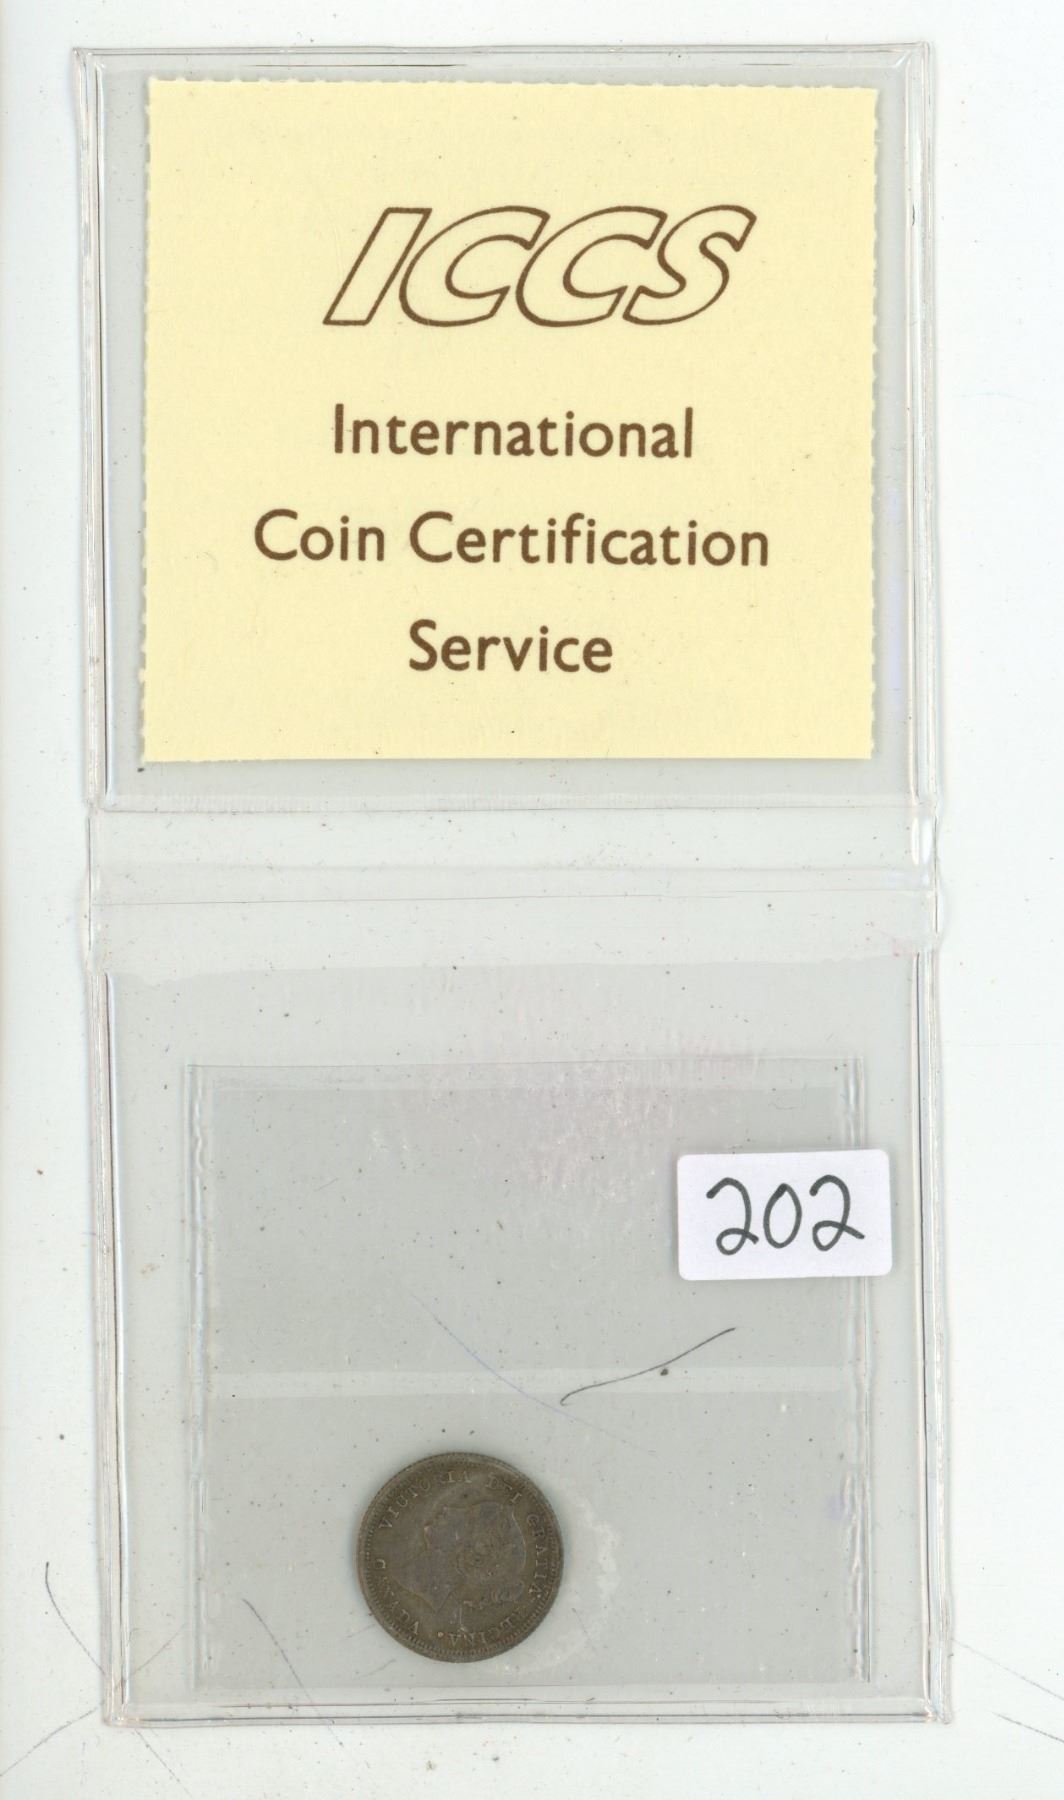 ICCS
International
Coin Certification
Service
202
VICTORIA DEI GRATIA REGINA. CANADA